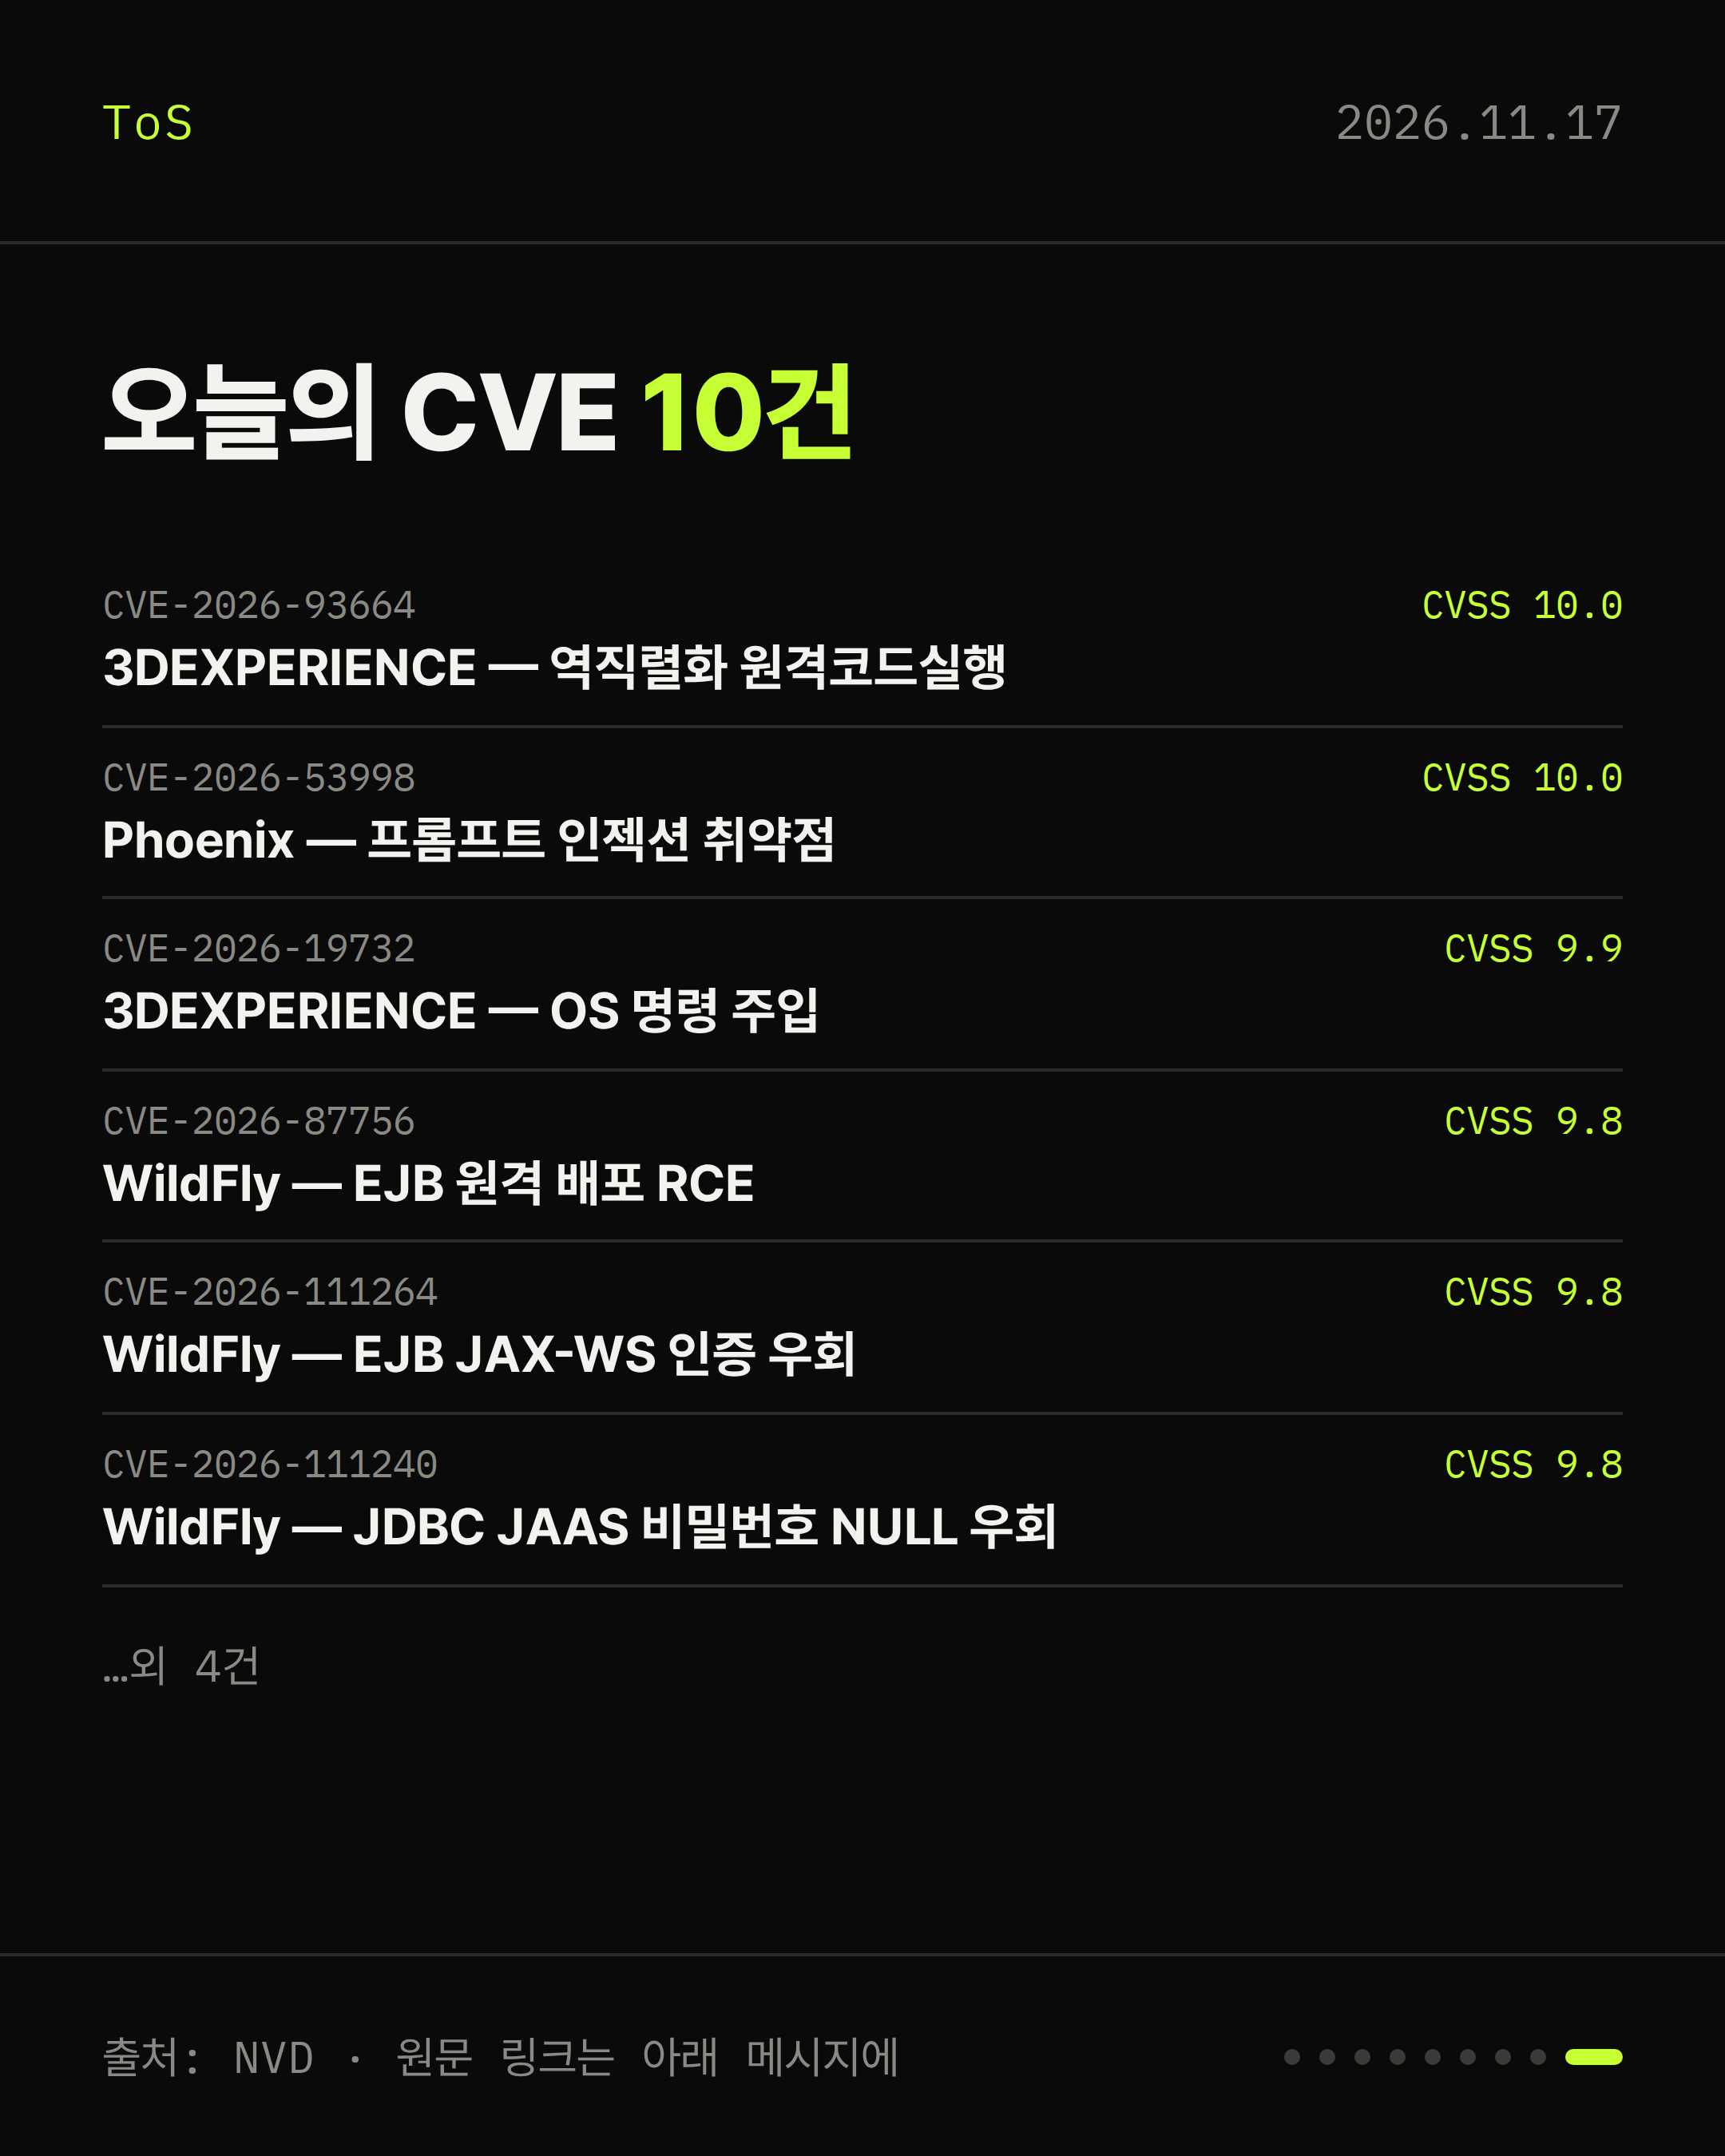 ToS
2026.11.17
오늘의 CVE 10건
CVE-2026-93664
CVSS 10.0
3DEXPERIENCE — 역직렬화 원격코드실행
CVE-2026-53998
CVSS 10.0
Phoenix — 프롬프트 인젝션 취약점
CVE-2026-19732
CVSS 9.9
3DEXPERIENCE — OS 명령 주입
CVE-2026-87756
CVSS 9.8
WildFly — EJB 원격 배포 RCE
CVE-2026-111264
CVSS 9.8
WildFly — EJB JAX-WS 인증 우회
CVE-2026-111240
CVSS 9.8
WildFly — JDBC JAAS 비밀번호 NULL 우회
…외 4건
출처: NVD · 원문 링크는 아래 메시지에